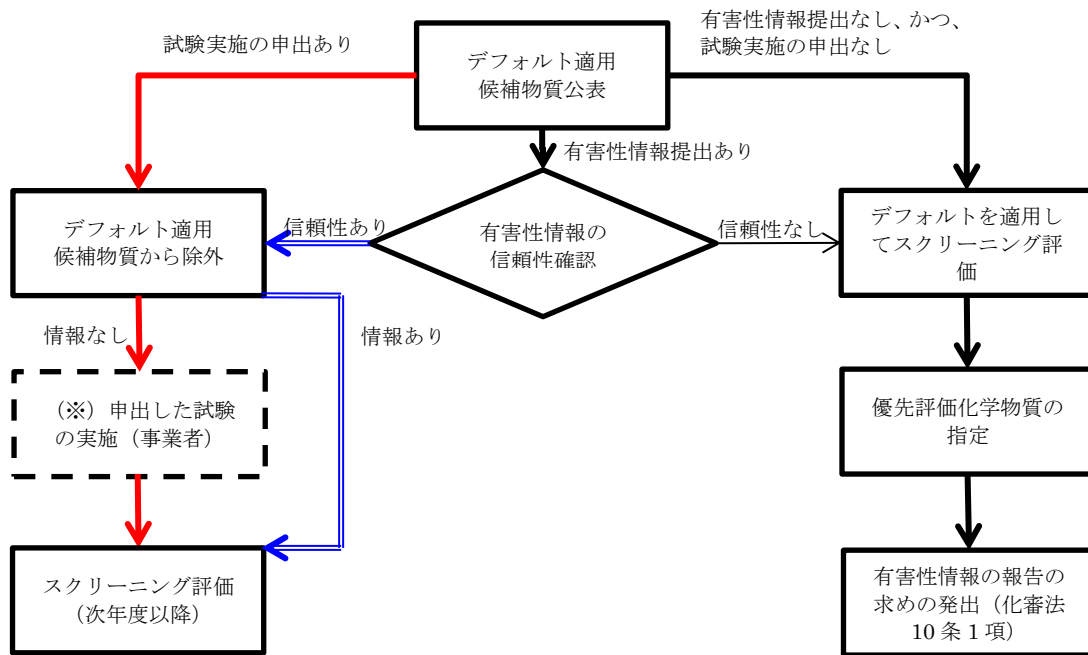 試験実施の申出あり
有害性情報提出なし、かつ、
試験実施の申出なし
デフォルト適用
候補物質公表
有害性情報提出あり
デフォルト適用
候補物質から除外
信頼性あり
有害性情報の
信頼性確認
信頼性なし
デフォルトを適用し
てスクリーニング評
価
情報なし
情報あり
（※）申出した試験
の実施（事業者）
優先評価化学物質の
指定
スクリーニング評価
（次年度以降）
有害性情報の報告の
求めの発出（化審法
10 条 1 項）